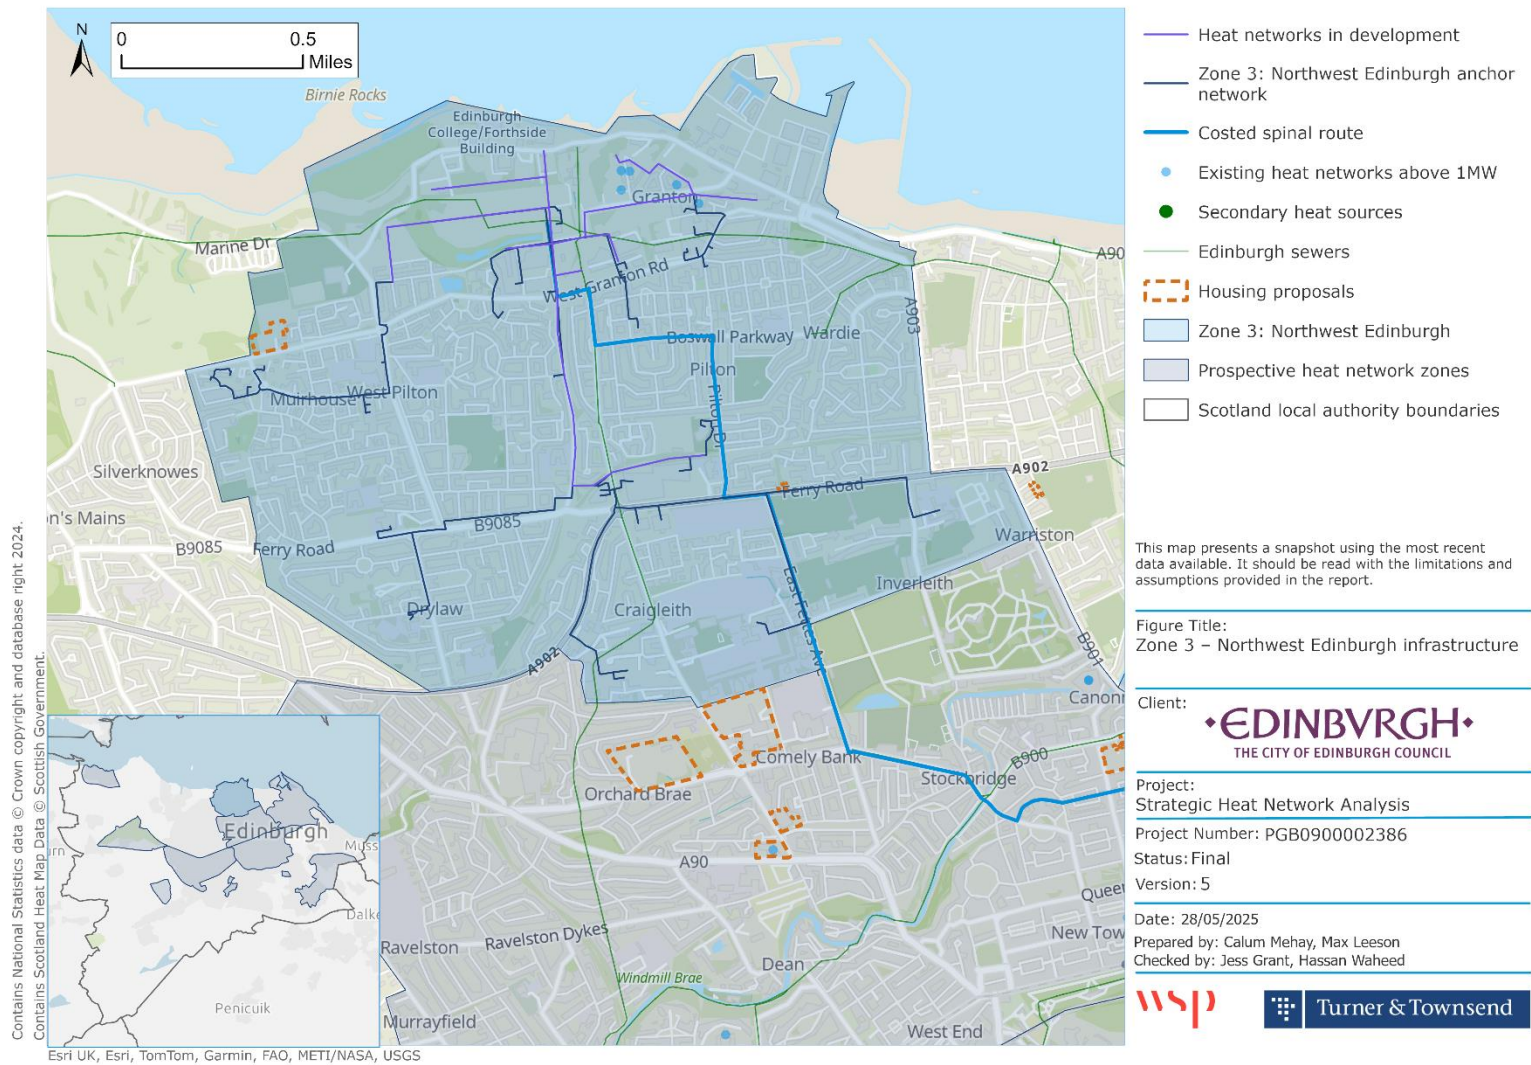 N
0 0.5
Miles
Birnie Rocks
Edinburgh
College/Forthside
Building
Granton
Marine Dr
A90
West Granton Rd
A903
Boswall Parkway
Wardie
Pilton
Pilton Dr
Muirhouse
West Pilton
Silverknowes
A902
Ferry Road
n's Mains
B9085
B9085
Ferry Road
Warriston
Inverleith
East Fettes Ave
Drylaw
Craigleith
A902
B901
Canonm
Comely Bank
Stockbridge
B900
Orchard Brae
A90
Queen
Ravelston
Ravelston Dykes
New Tow
Dean
Windmill Brae
Murrayfield
West End
Edinburgh
Muss
rn
Dalke
Penicuik
Contains National Statistics data © Crown copyright and database right 2024.
Contains Scotland Heat Map Data © Scottish Government.
Esri UK, Esri, TomTom, Garmin, FAO, METI/NASA, USGS
Heat networks in development
Zone 3: Northwest Edinburgh anchor
network
Costed spinal route
Existing heat networks above 1MW
Secondary heat sources
Edinburgh sewers
Housing proposals
Zone 3: Northwest Edinburgh
Prospective heat network zones
Scotland local authority boundaries
This map presents a snapshot using the most recent
data available. It should be read with the limitations and
assumptions provided in the report.
Figure Title:
Zone 3 – Northwest Edinburgh infrastructure
Client:
·EDINBVRGH·
THE CITY OF EDINBURGH COUNCIL
Project:
Strategic Heat Network Analysis
Project Number: PGB0900002386
Status: Final
Version: 5
Date: 28/05/2025
Prepared by: Calum Mehay, Max Leeson
Checked by: Jess Grant, Hassan Waheed
wsp
Turner & Townsend